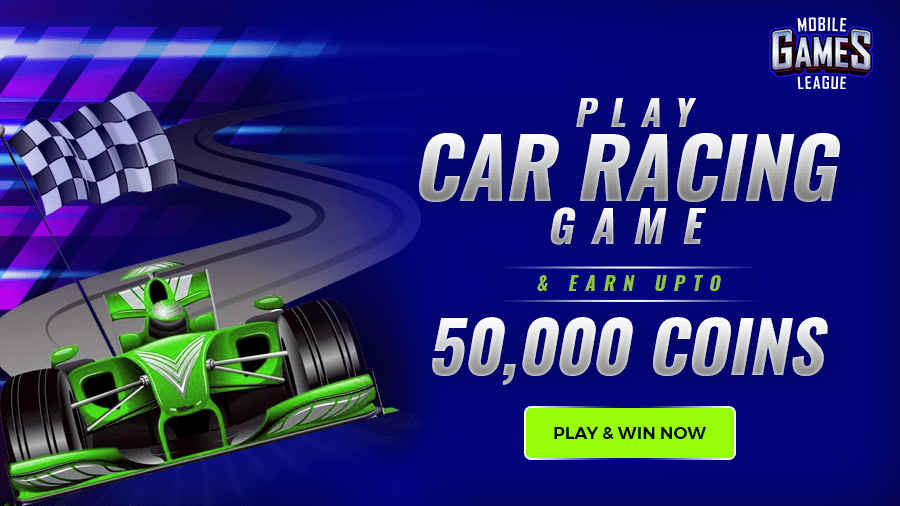 MOBILE
GAMES
LEAGUE
PLAY
CAR RACING
GAME
& EARN UPTO
50,000 COINS
PLAY & WIN NOW